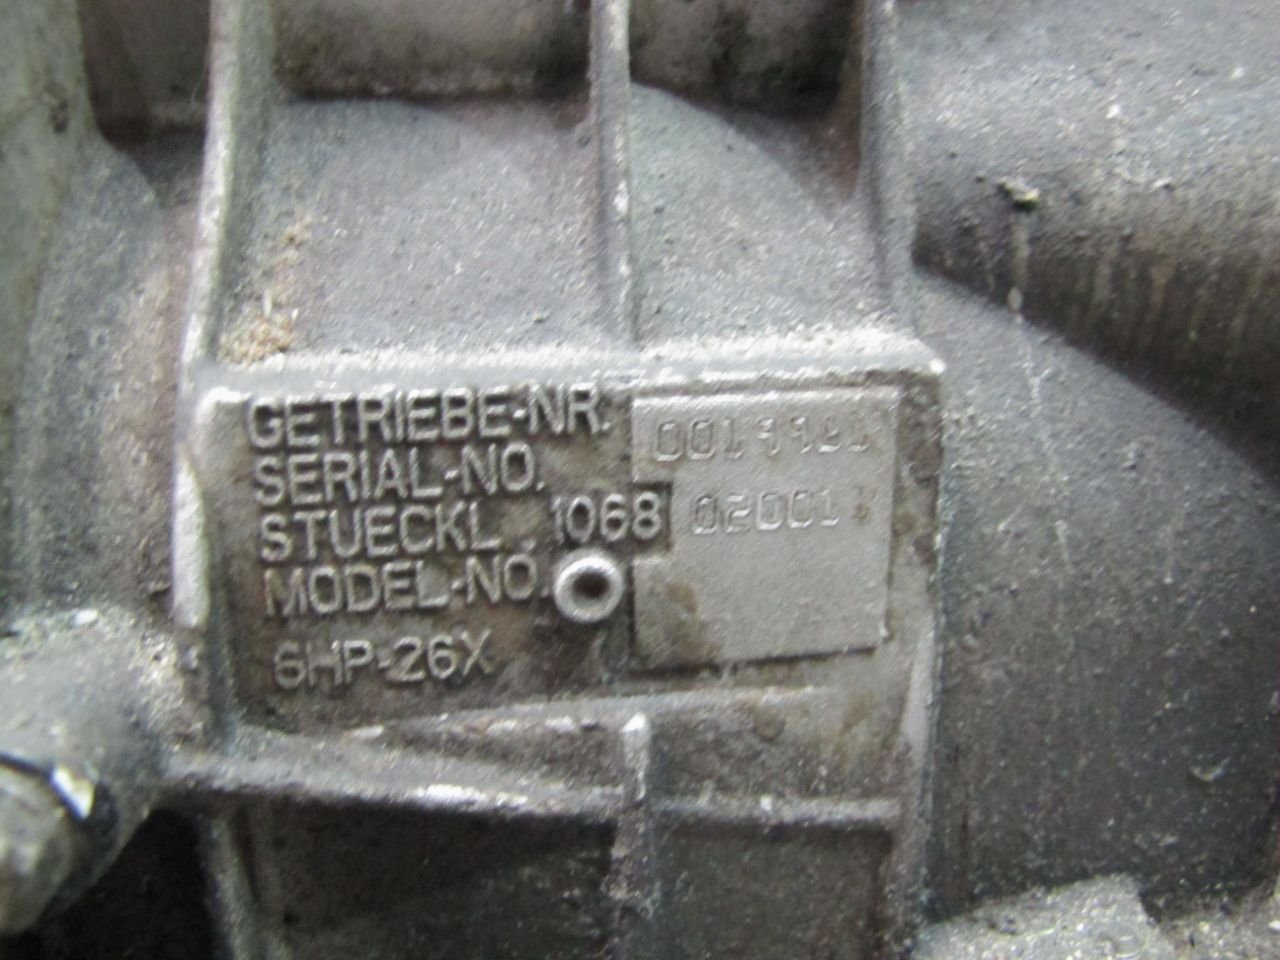 GETRIEBE-NR.
SERIAL-NO.
STUECKL. 1068
MODEL-NO.
6HP-26X